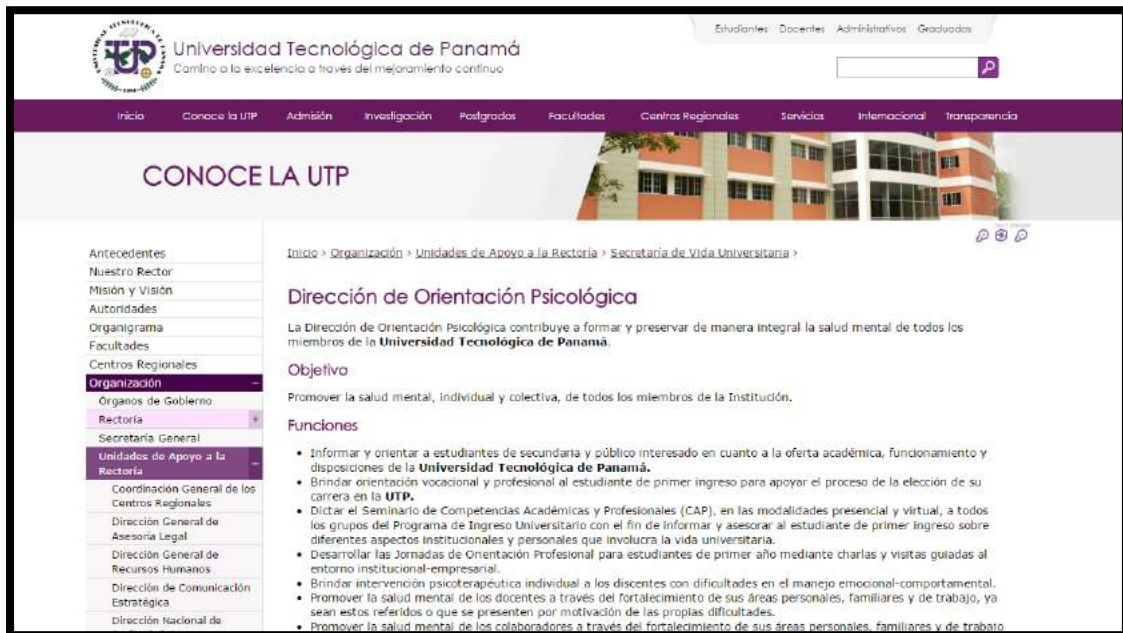 Estudiantes Docentes Administrativos Graduados
Universidad Tecnológica de Panamá
Camino a la excelencia a través del mejoramiento continuo
UTP
Inicio Conoce la UTP Admisión Investigación Postgrados Facultades Centros Regionales Servicios Internacional Transparencia
CONOCE LA UTP
Antecedentes
Nuestro Rector
Misión y Visión
Autoridades
Organigrama
Facultades
Centros Regionales
Organización −
Órganos de Gobierno
Rectoría +
Secretaría General
Unidades de Apoyo a la
Rectoría −
Coordinación General de los
Centros Regionales
Dirección General de
Asesoría Legal
Dirección General de
Recursos Humanos
Dirección de Comunicación
Estratégica
Dirección Nacional de
Inicio › Organización › Unidades de Apoyo a la Rectoría › Secretaría de Vida Universitaria ›
Dirección de Orientación Psicológica
La Dirección de Orientación Psicológica contribuye a formar y preservar de manera integral la salud mental de todos los
miembros de la Universidad Tecnológica de Panamá.
Objetivo
Promover la salud mental, individual y colectiva, de todos los miembros de la Institución.
Funciones
• Informar y orientar a estudiantes de secundaria y público interesado en cuanto a la oferta académica, funcionamiento y
disposiciones de la Universidad Tecnológica de Panamá.
• Brindar orientación vocacional y profesional al estudiante de primer ingreso para apoyar el proceso de la elección de su
carrera en la UTP.
• Dictar el Seminario de Competencias Académicas y Profesionales (CAP), en las modalidades presencial y virtual, a todos
los grupos del Programa de Ingreso Universitario con el fin de informar y asesorar al estudiante de primer ingreso sobre
diferentes aspectos institucionales y personales que involucra la vida universitaria.
• Desarrollar las Jornadas de Orientación Profesional para estudiantes de primer año mediante charlas y visitas guiadas al
entorno institucional-empresarial.
• Brindar intervención psicoterapéutica individual a los discentes con dificultades en el manejo emocional-comportamental.
• Promover la salud mental de los docentes a través del fortalecimiento de sus áreas personales, familiares y de trabajo, ya
sean estos referidos o que se presenten por motivación de las propias dificultades.
• Promover la salud mental de los colaboradores a través del fortalecimiento de sus áreas personales, familiares y de trabajo